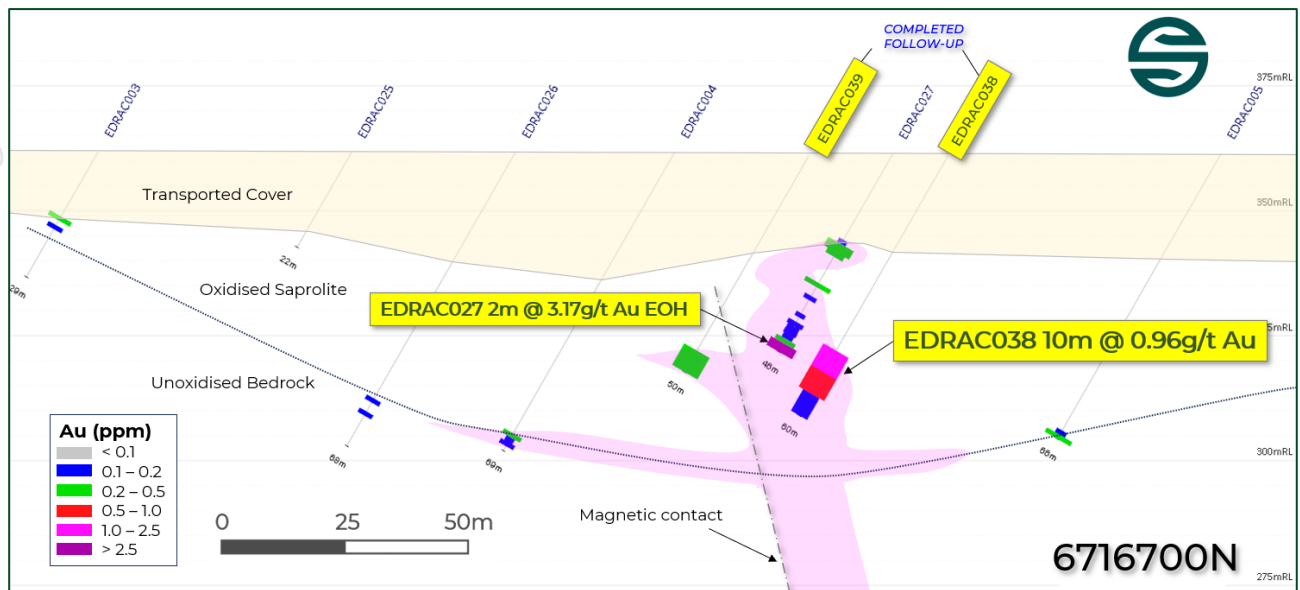 COMPLETED
FOLLOW-UP
375mRL
EDRAC003
EDRAC025
EDRAC026
EDRAC004
EDRAC039
EDRAC027
EDRAC038
EDRAC005
Transported Cover
350mRL
22m
29m
Oxidised Saprolite
EDRAC027 2m @ 3.17g/t Au EOH
EDRAC038 10m @ 0.96g/t Au
46m
50m
Unoxidised Bedrock
60m
68m
69m
66m
300mRL
Au (ppm)
< 0.1
0.1 – 0.2
0.2 – 0.5
0.5 – 1.0
1.0 – 2.5
> 2.5
0 25 50m
Magnetic contact
6716700N
275mRL